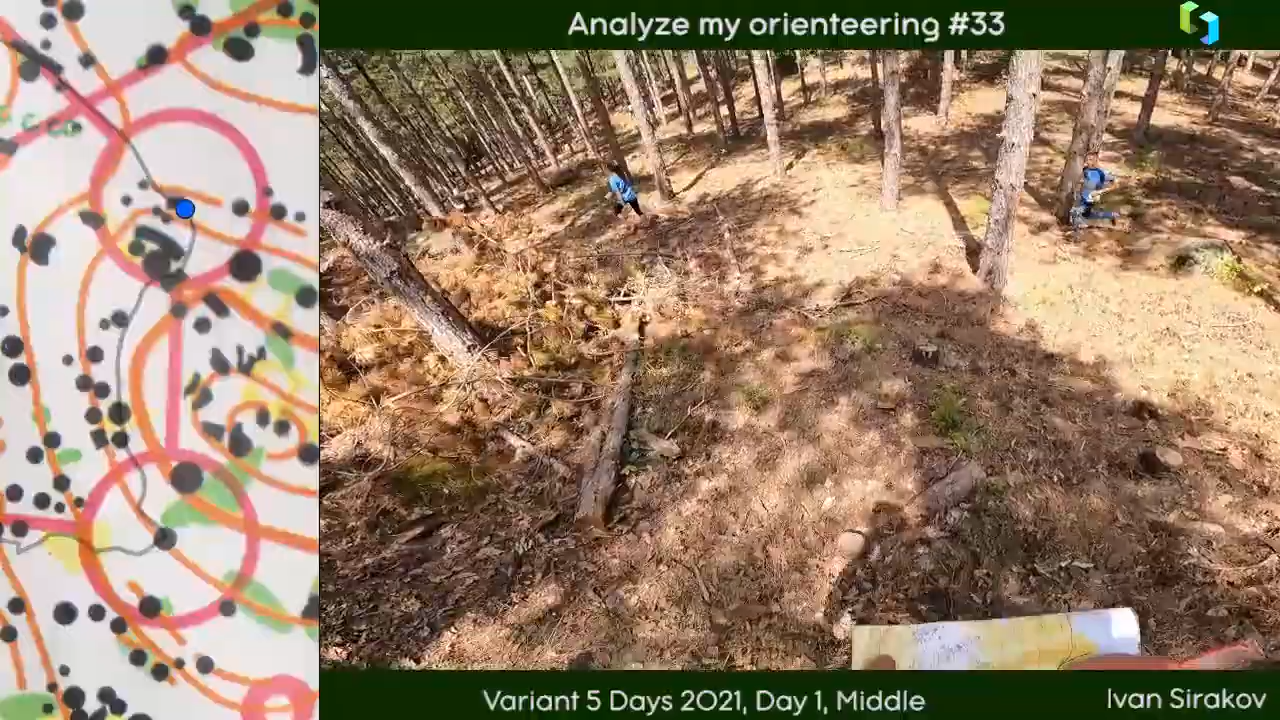 Analyze my orienteering #33
Variant 5 Days 2021, Day 1, Middle
Ivan Sirakov